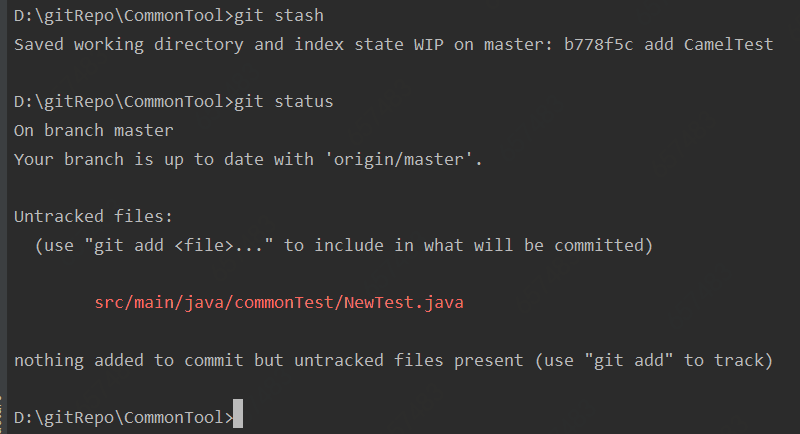 D:\gitRepo\CommonTool>git stash
Saved working directory and index state WIP on master: b778f5c add CamelTest
D:\gitRepo\CommonTool>git status
On branch master
Your branch is up to date with 'origin/master'.
Untracked files:
(use "git add <file>..." to include in what will be committed)
src/main/java/commonTest/NewTest.java
nothing added to commit but untracked files present (use "git add" to track)
D:\gitRepo\CommonTool>